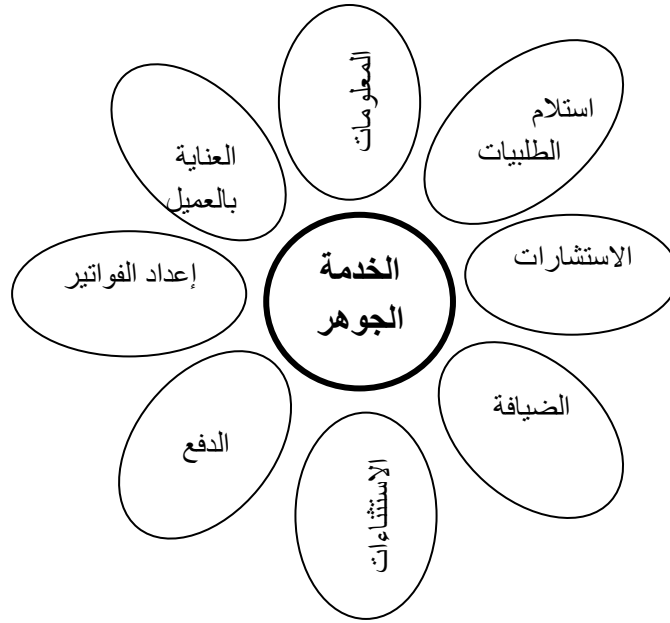 المعلومات
استلام
الطلبيات
العناية
بالعميل
الاستشارات
إعداد الفواتير
الخدمة
الجوهر
الضيافة
الدفع
الاستثناءات